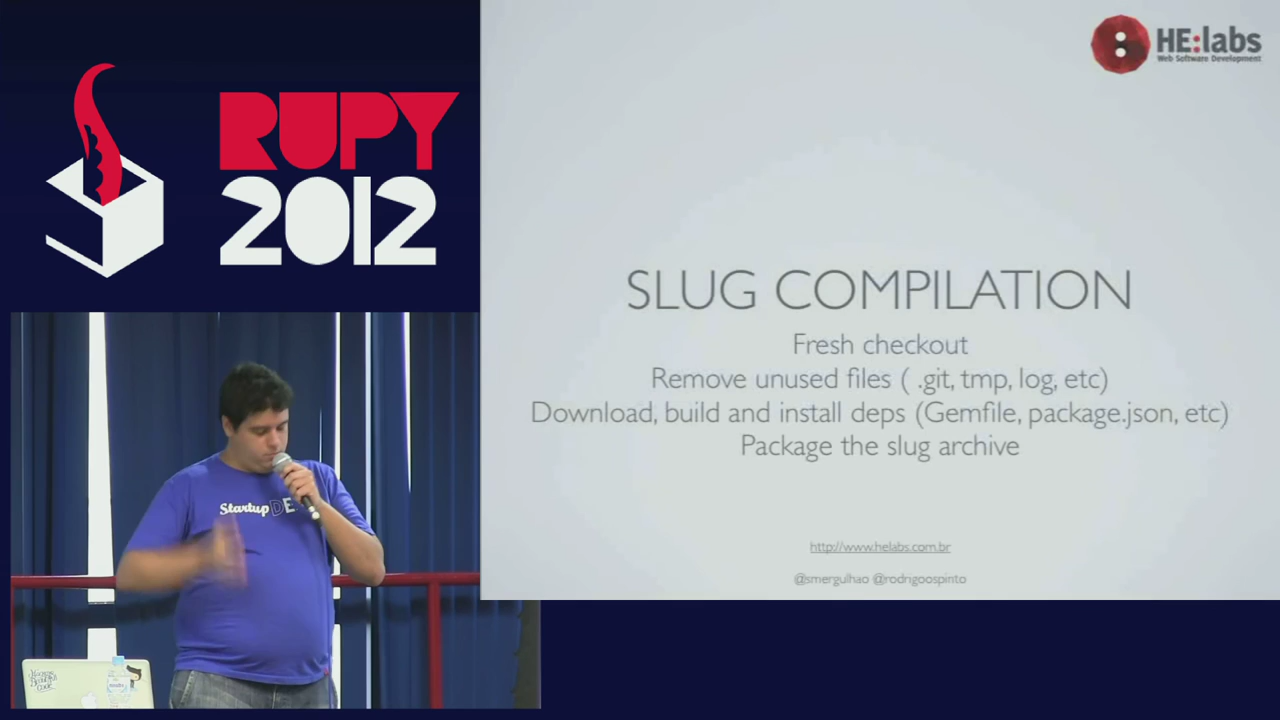 RUPY
2012
HE:labs
Web Software Development
SLUG COMPILATION
Fresh checkout
Remove unused files ( .git, tmp, log, etc)
Download, build and install deps (Gemfile, package.json, etc)
Package the slug archive
http://www.helabs.com.br
@smergulhao @rodrigoospinto
Startup DE